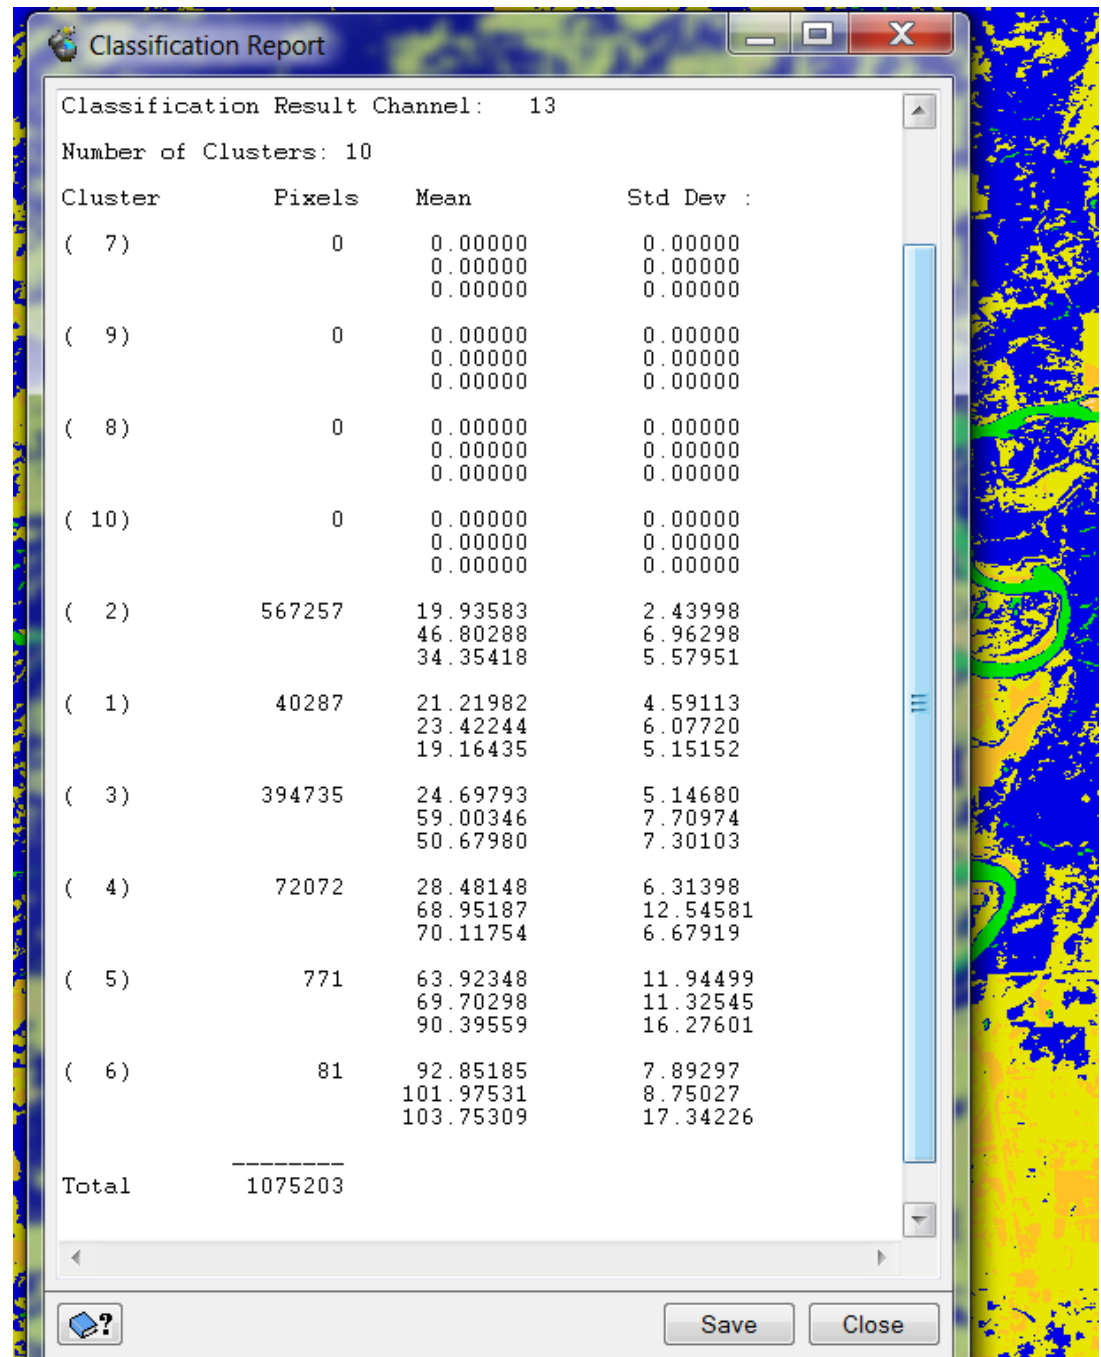 Classification Report
Classification Result Channel: 13
Number of Clusters: 10
Cluster Pixels Mean Std Dev :
( 7) 0 0.00000 0.00000
0.00000 0.00000
0.00000 0.00000
( 9) 0 0.00000 0.00000
0.00000 0.00000
0.00000 0.00000
( 8) 0 0.00000 0.00000
0.00000 0.00000
0.00000 0.00000
( 10) 0 0.00000 0.00000
0.00000 0.00000
0.00000 0.00000
( 2) 567257 19.93583 2.43998
46.80288 6.96298
34.35418 5.57951
( 1) 40287 21.21982 4.59113
23.42244 6.07720
19.16435 5.15152
( 3) 394735 24.69793 5.14680
59.00346 7.70974
50.67980 7.30103
( 4) 72072 28.48148 6.31398
68.95187 12.54581
70.11754 6.67919
( 5) 771 63.92348 11.94499
69.70298 11.32545
90.39559 16.27601
( 6) 81 92.85185 7.89297
101.97531 8.75027
103.75309 17.34226
--------
Total 1075203
? Save Close